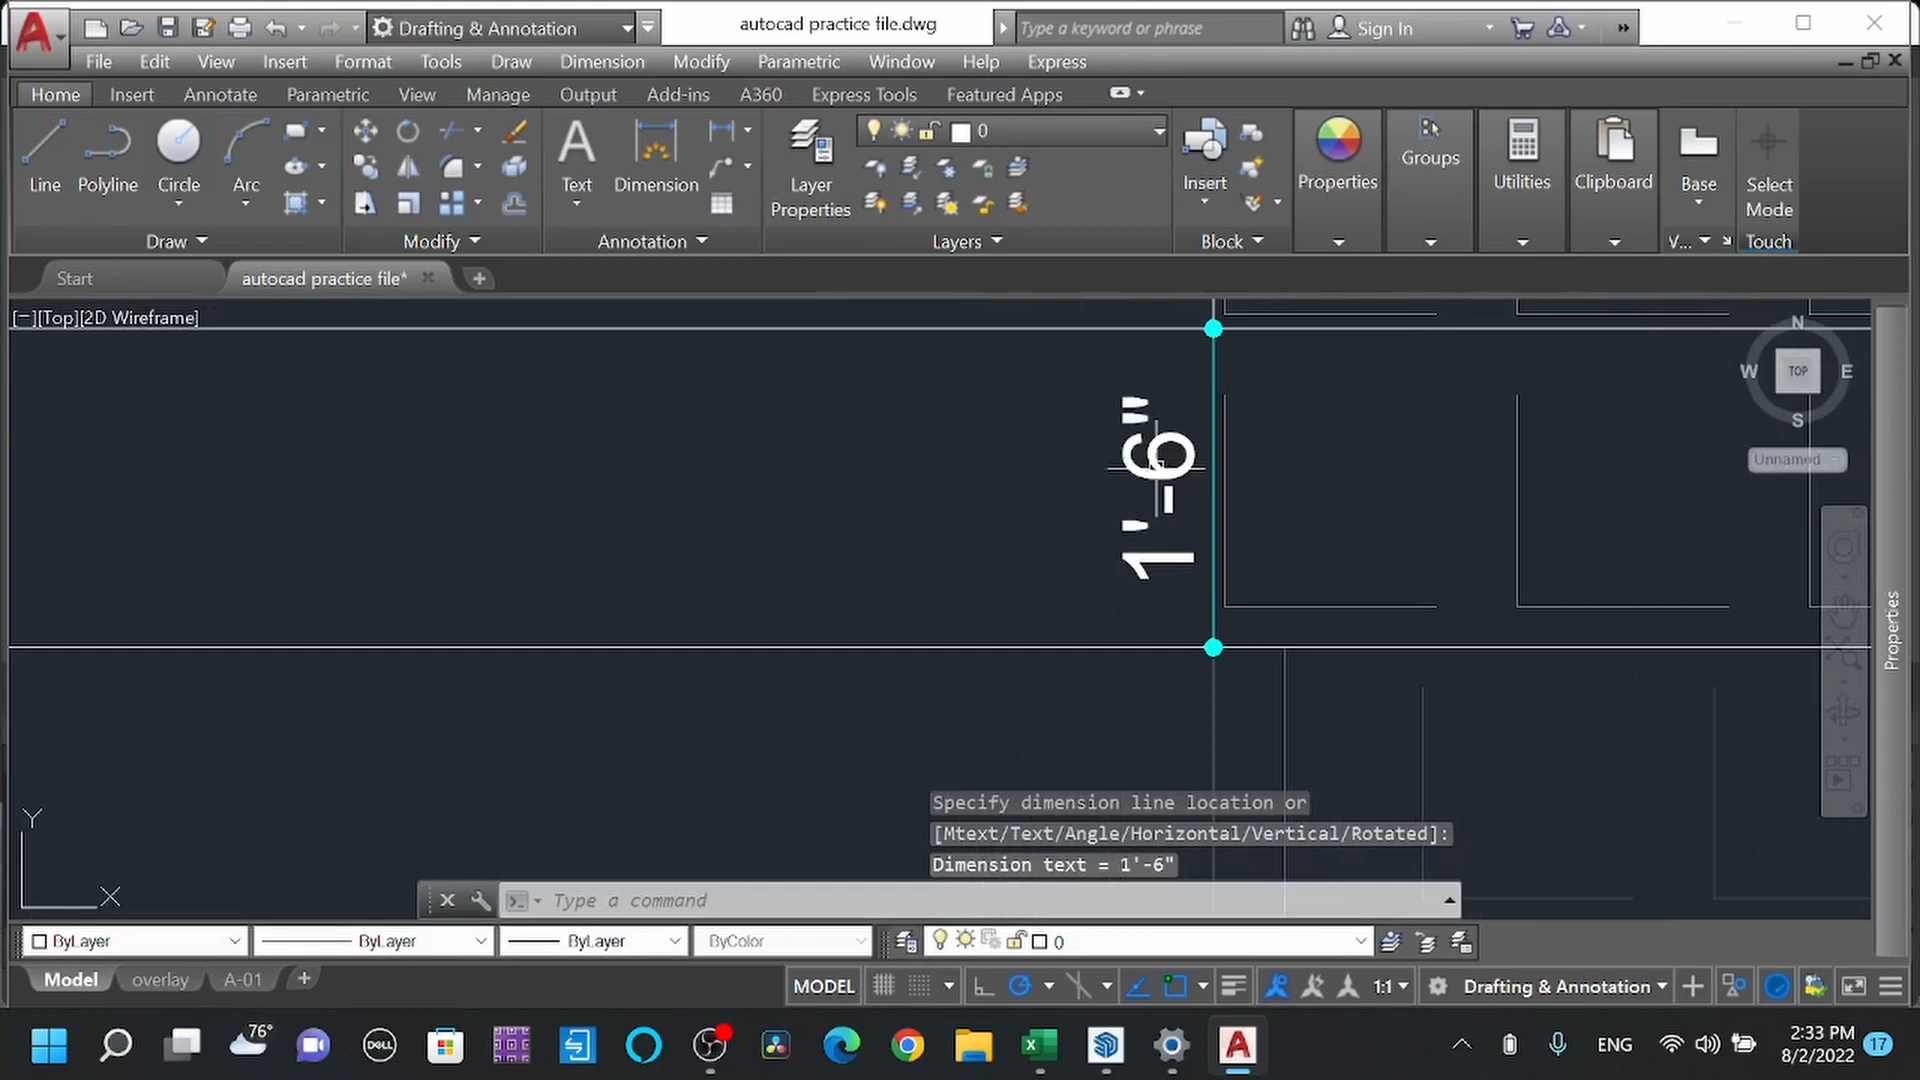 Drafting & Annotation
autocad practice file.dwg
Type a keyword or phrase
Sign In
File Edit View Insert Format Tools Draw Dimension Modify Parametric Window Help Express
Home Insert Annotate Parametric View Manage Output Add-ins A360 Express Tools Featured Apps
0
Line Polyline Circle Arc
Text Dimension
Layer Properties
Insert
Properties
Groups
Utilities
Clipboard
Base
Select Mode
Draw Modify Annotation Layers Block V... Touch
Start
autocad practice file*
[−][Top][2D Wireframe]
N
W TOP E
S
Unnamed
1'-6"
Properties
Specify dimension line location or
[Mtext/Text/Angle/Horizontal/Vertical/Rotated]:
Dimension text = 1'-6"
Y
X
Type a command
ByLayer ByLayer ByLayer ByColor 0
Model overlay A-01
MODEL 1:1 Drafting & Annotation
76°
DELL
ENG
2:33 PM
8/2/2022
17